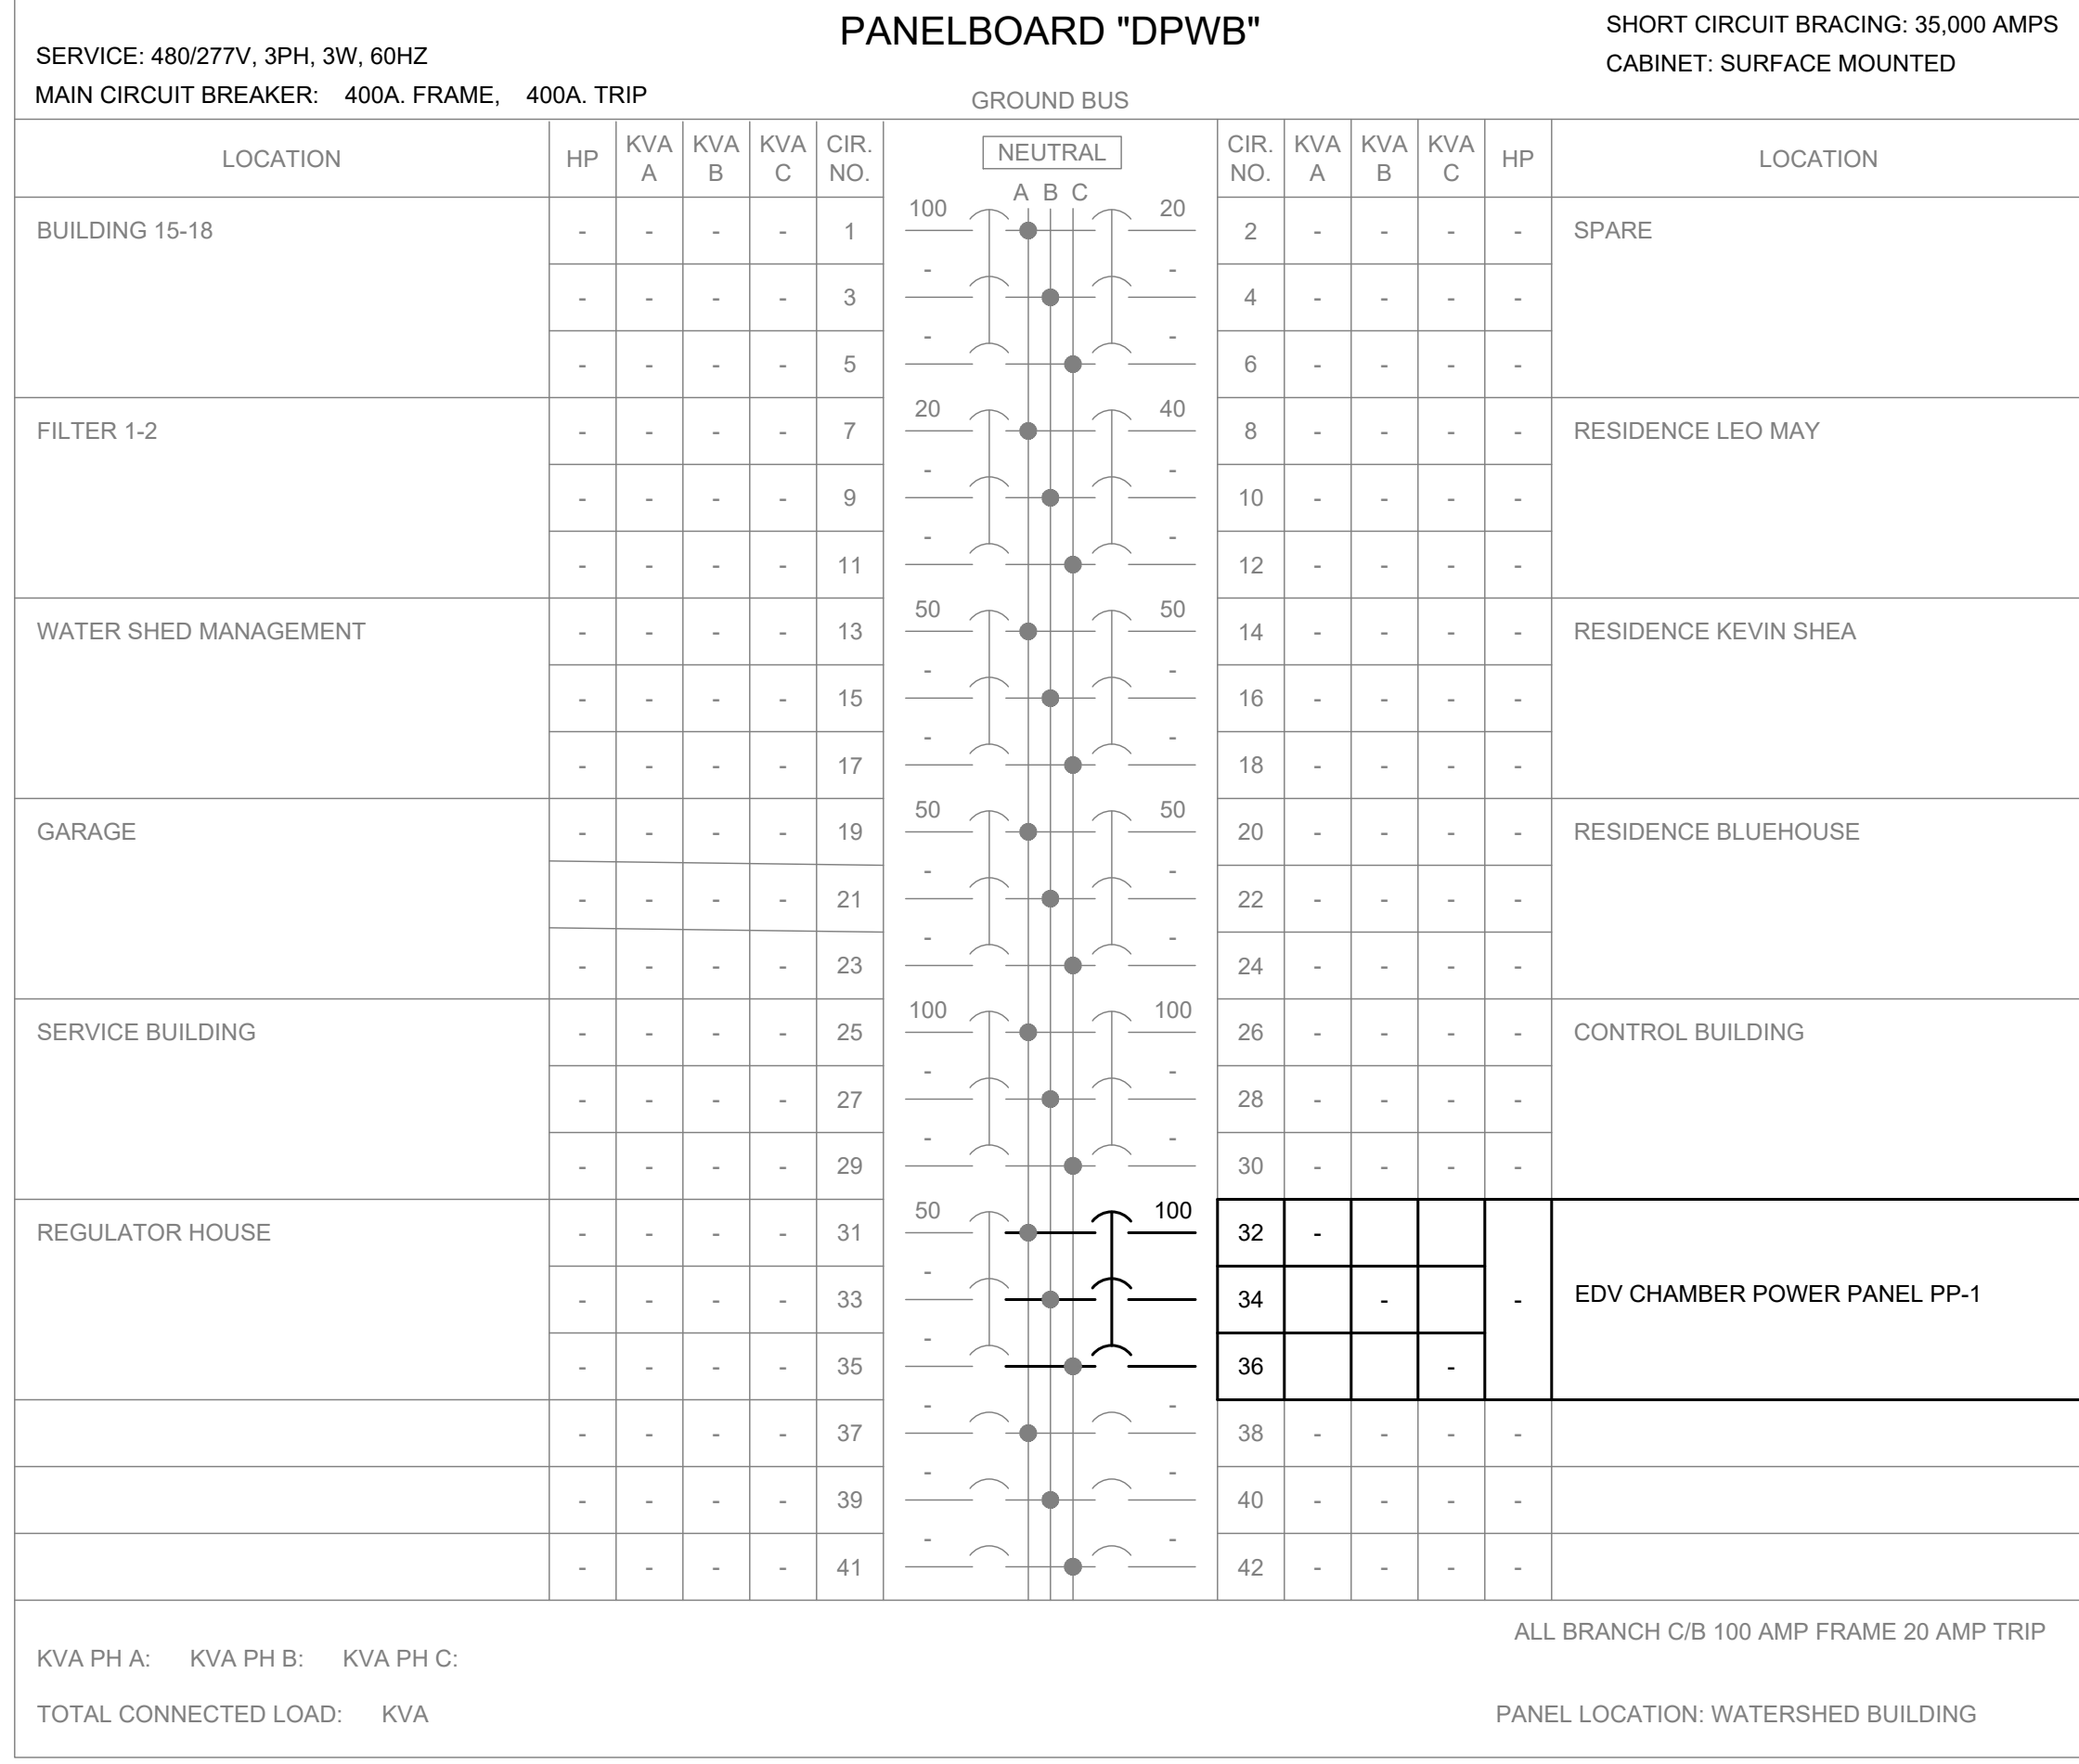 PANELBOARD "DPWB"
SERVICE: 480/277V, 3PH, 3W, 60HZ
MAIN CIRCUIT BREAKER: 400A. FRAME, 400A. TRIP
SHORT CIRCUIT BRACING: 35,000 AMPS
CABINET: SURFACE MOUNTED
GROUND BUS
LOCATION HP KVA A KVA B KVA C CIR. NO. NEUTRAL CIR. NO. KVA A KVA B KVA C HP LOCATION
A B C
BUILDING 15-18 - - - - 1 100 20 2 - - - - SPARE
- - - - 3 - - 4 - - - -
- - - - 5 - - 6 - - - -
FILTER 1-2 - - - - 7 20 40 8 - - - - RESIDENCE LEO MAY
- - - - 9 - - 10 - - - -
- - - - 11 - - 12 - - - -
WATER SHED MANAGEMENT - - - - 13 50 50 14 - - - - RESIDENCE KEVIN SHEA
- - - - 15 - - 16 - - - -
- - - - 17 - - 18 - - - -
GARAGE - - - - 19 50 50 20 - - - - RESIDENCE BLUEHOUSE
- - - - 21 - - 22 - - - -
- - - - 23 - - 24 - - - -
SERVICE BUILDING - - - - 25 100 100 26 - - - - CONTROL BUILDING
- - - - 27 - - 28 - - - -
- - - - 29 - - 30 - - - -
REGULATOR HOUSE - - - - 31 50 100 32 -
- - - - 33 - 34 - - EDV CHAMBER POWER PANEL PP-1
- - - - 35 - 36 -
- - - - 37 - - 38 - - - -
- - - - 39 - - 40 - - - -
- - - - 41 - - 42 - - - -
ALL BRANCH C/B 100 AMP FRAME 20 AMP TRIP
KVA PH A: KVA PH B: KVA PH C:
TOTAL CONNECTED LOAD: KVA
PANEL LOCATION: WATERSHED BUILDING